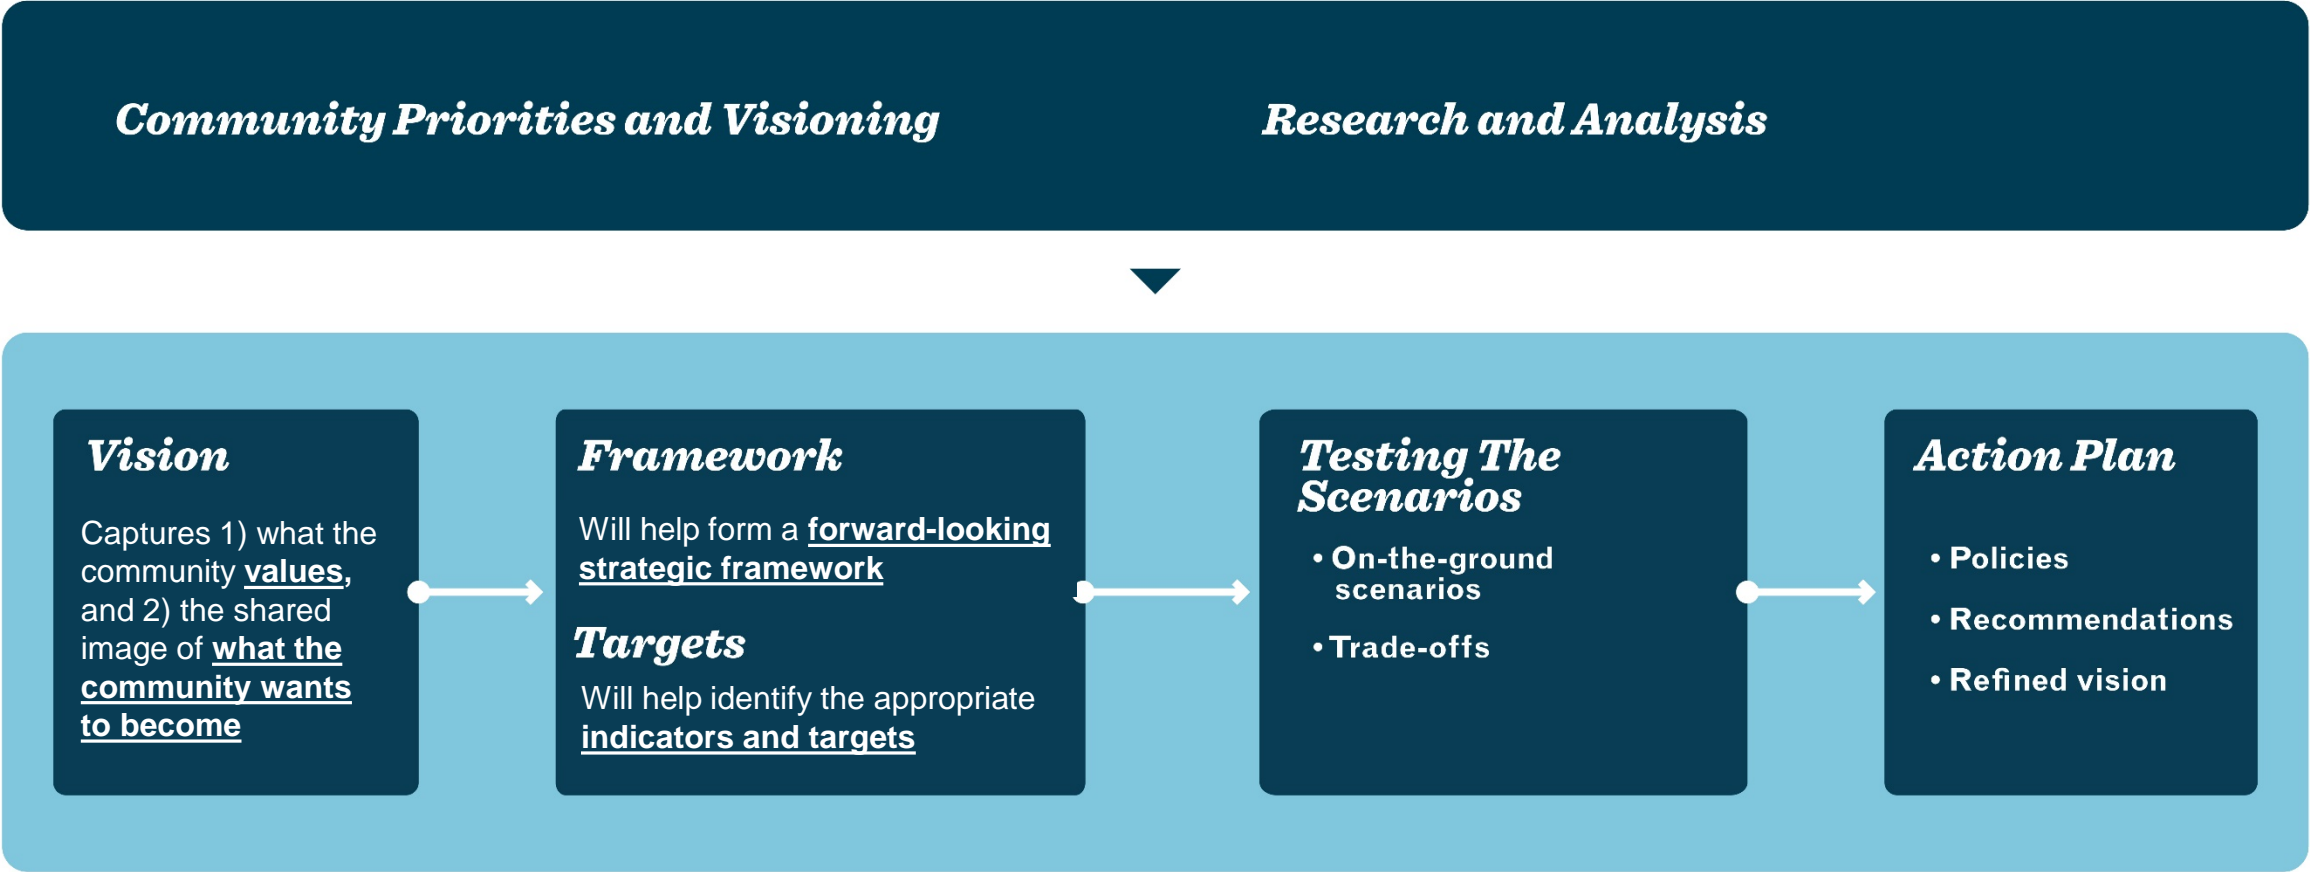 Community Priorities and Visioning
Research and Analysis
Vision
Captures 1) what the
community values,
and 2) the shared
image of what the
community wants
to become
Framework
Will help form a forward-looking
strategic framework
Targets
Will help identify the appropriate
indicators and targets
Testing The
Scenarios
• On-the-ground
scenarios
• Trade-offs
Action Plan
• Policies
• Recommendations
• Refined vision